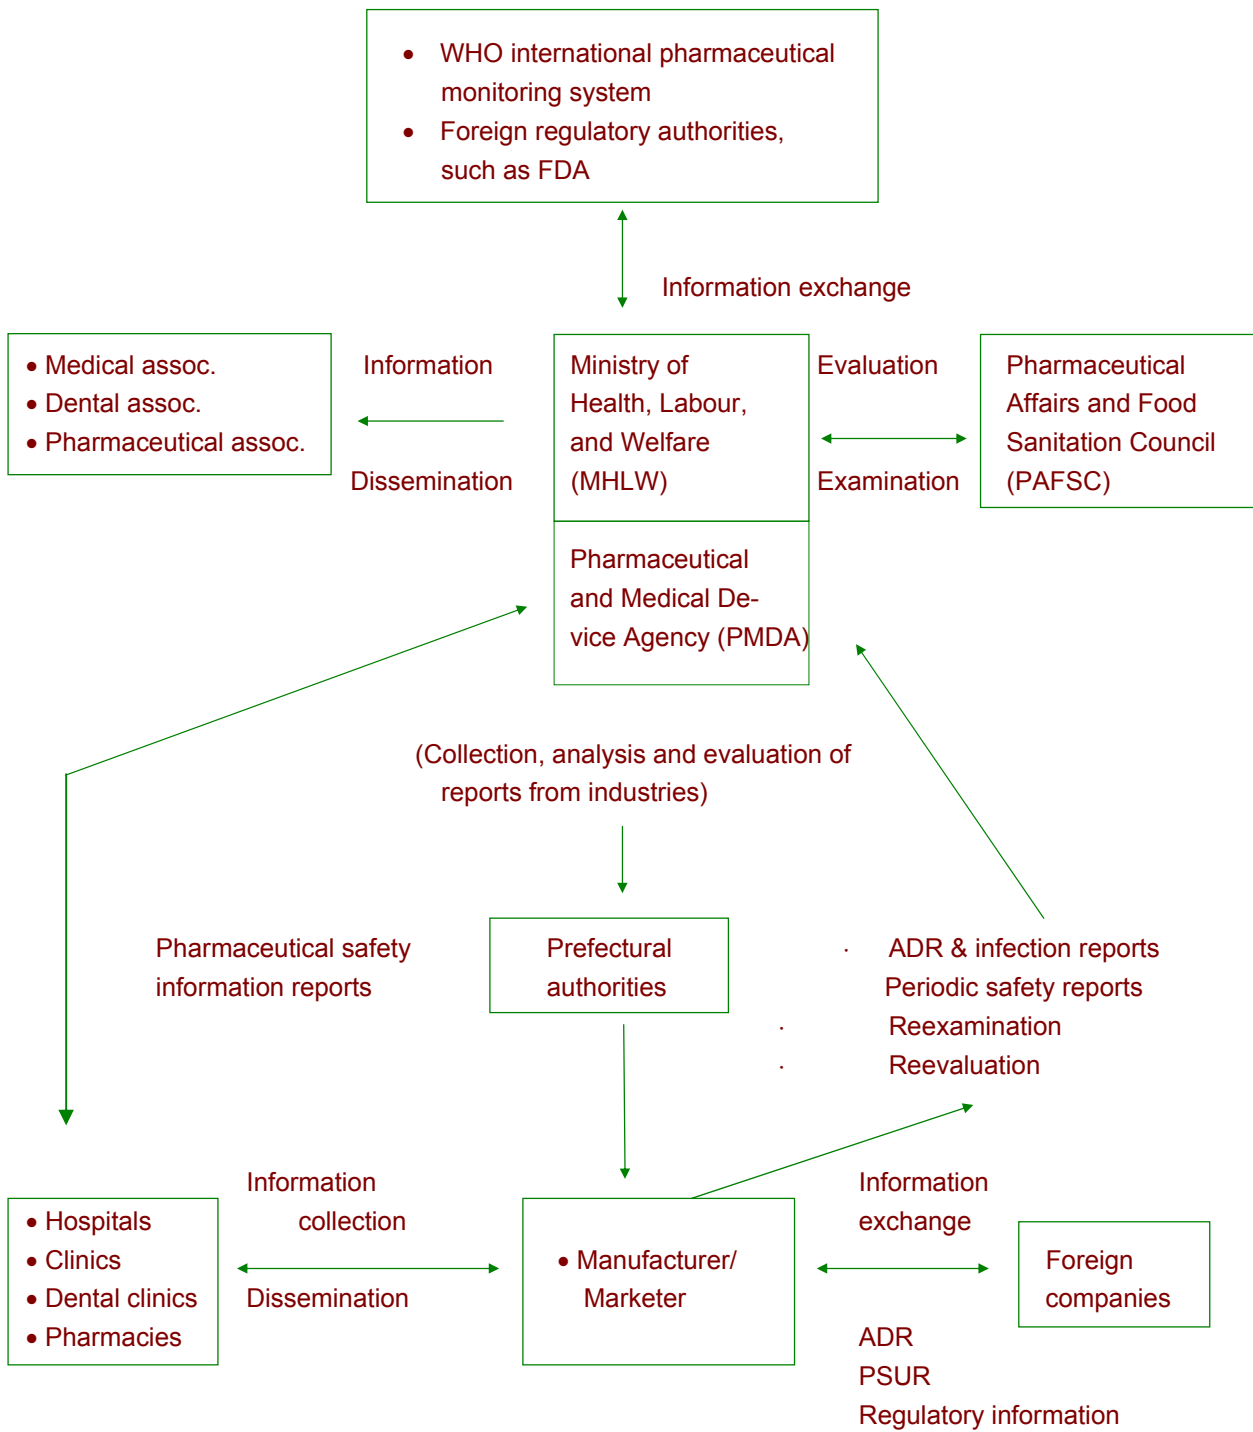 • WHO international pharmaceutical
monitoring system
• Foreign regulatory authorities,
such as FDA
Information exchange
• Medical assoc.
• Dental assoc.
• Pharmaceutical assoc.
Information
Dissemination
Ministry of
Health, Labour,
and Welfare
(MHLW)
Evaluation
Examination
Pharmaceutical
Affairs and Food
Sanitation Council
(PAFSC)
Pharmaceutical
and Medical De-
vice Agency (PMDA)
(Collection, analysis and evaluation of
reports from industries)
Pharmaceutical safety
information reports
Prefectural
authorities
· ADR & infection reports
Periodic safety reports
· Reexamination
· Reevaluation
• Hospitals
• Clinics
• Dental clinics
• Pharmacies
Information
collection
Dissemination
• Manufacturer/
Marketer
Information
exchange
Foreign
companies
ADR
PSUR
Regulatory information